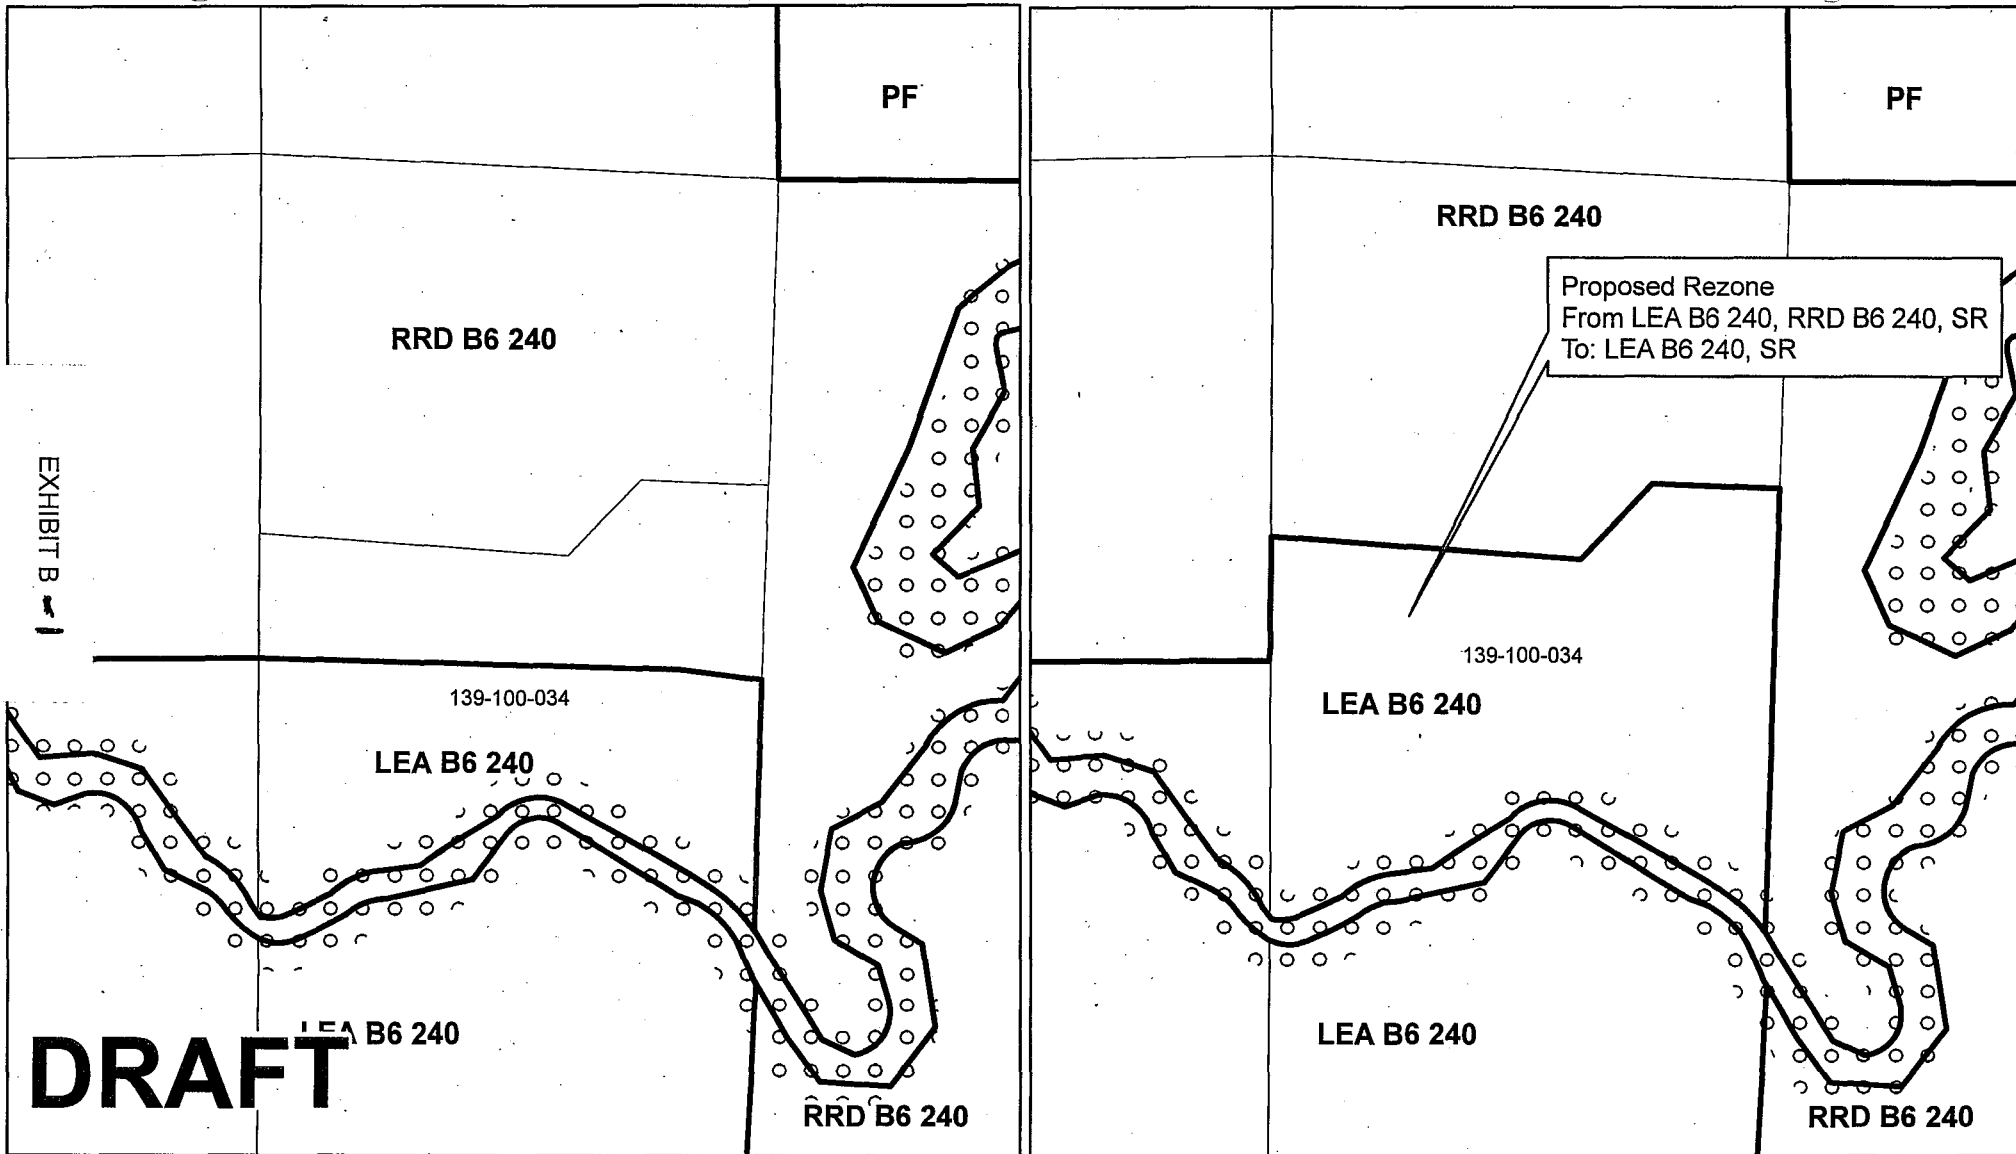 PF
RRD B6 240
EXHIBIT B -1
139-100-034
LEA B6 240
LEA B6 240
DRAFT
RRD B6 240
PF
RRD B6 240
Proposed Rezone
From LEA B6 240, RRD B6 240, SR
To: LEA B6 240, SR
139-100-034
LEA B6 240
LEA B6 240
RRD B6 240